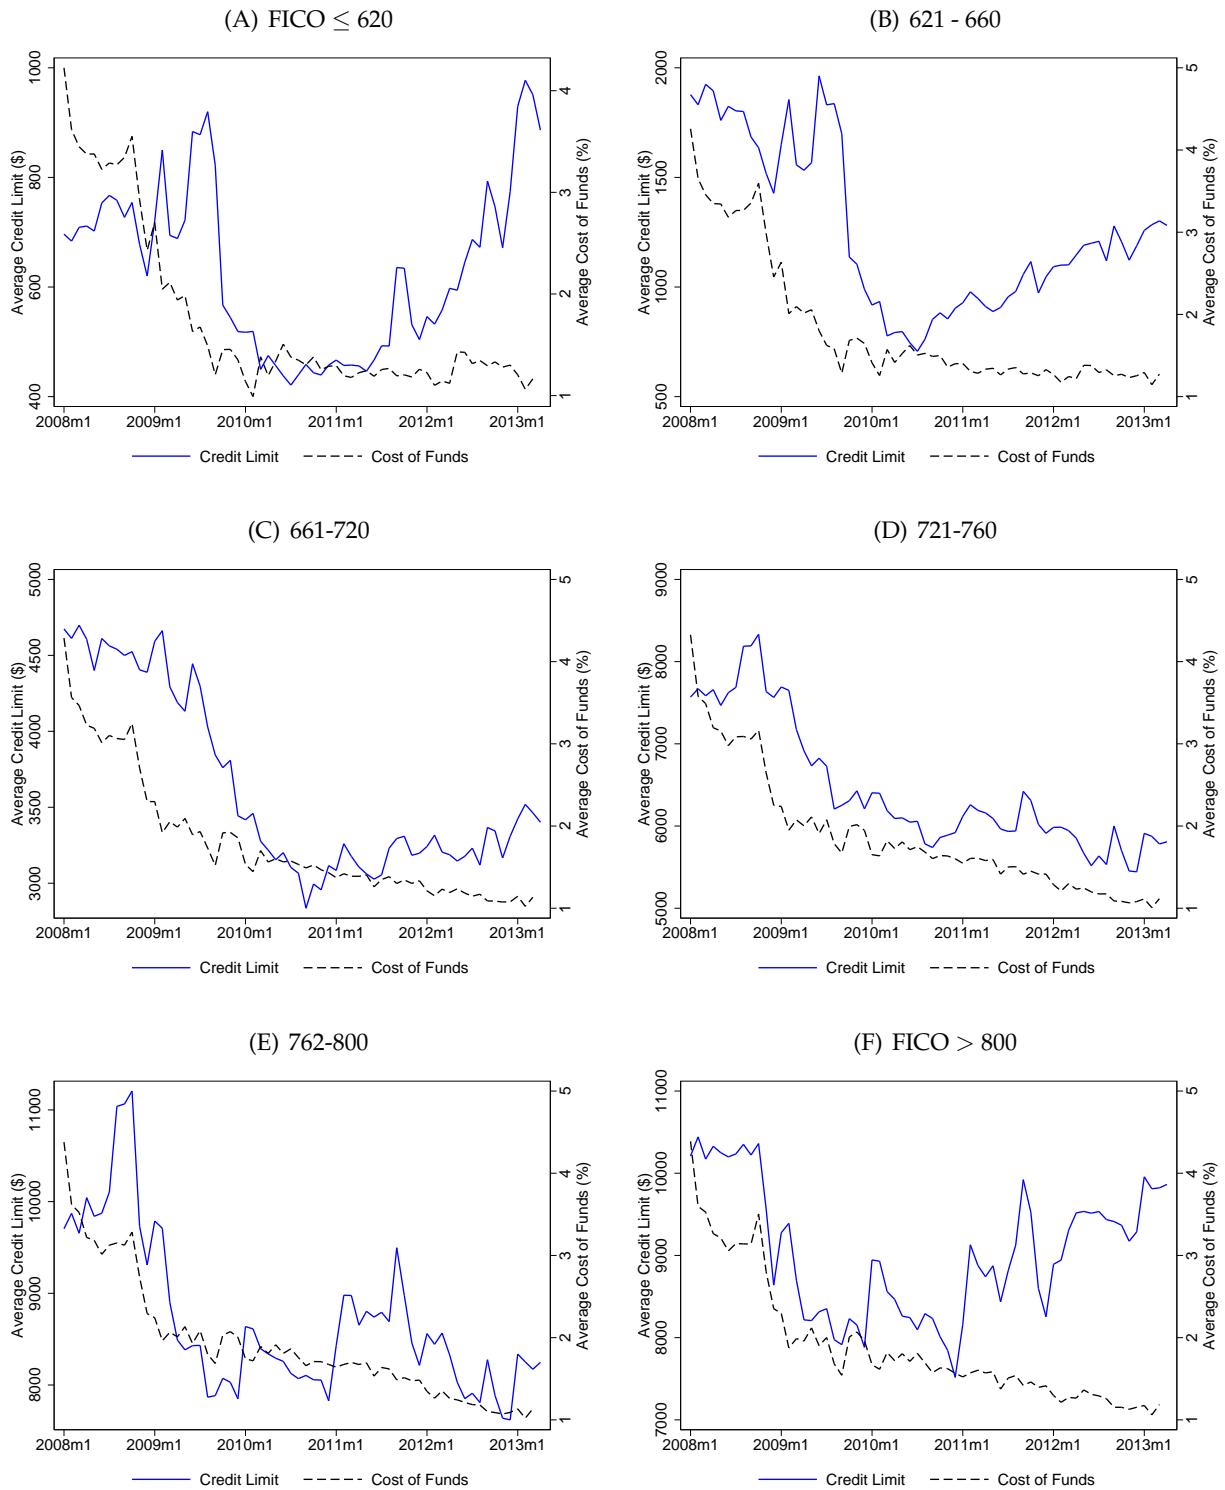 (A) FICO ≤ 620
Average Credit Limit ($)
400 600 800 1000
Average Cost of Funds (%)
1 2 3 4
2008m1 2009m1 2010m1 2011m1 2012m1 2013m1
Credit Limit Cost of Funds
(B) 621 - 660
Average Credit Limit ($)
500 1000 1500 2000
Average Cost of Funds (%)
1 2 3 4 5
2008m1 2009m1 2010m1 2011m1 2012m1 2013m1
Credit Limit Cost of Funds
(C) 661-720
Average Credit Limit ($)
3000 3500 4000 4500 5000
Average Cost of Funds (%)
1 2 3 4 5
2008m1 2009m1 2010m1 2011m1 2012m1 2013m1
Credit Limit Cost of Funds
(D) 721-760
Average Credit Limit ($)
5000 6000 7000 8000 9000
Average Cost of Funds (%)
1 2 3 4 5
2008m1 2009m1 2010m1 2011m1 2012m1 2013m1
Credit Limit Cost of Funds
(E) 762-800
Average Credit Limit ($)
8000 9000 10000 11000
Average Cost of Funds (%)
1 2 3 4 5
2008m1 2009m1 2010m1 2011m1 2012m1 2013m1
Credit Limit Cost of Funds
(F) FICO > 800
Average Credit Limit ($)
7000 8000 9000 10000 11000
Average Cost of Funds (%)
1 2 3 4 5
2008m1 2009m1 2010m1 2011m1 2012m1 2013m1
Credit Limit Cost of Funds